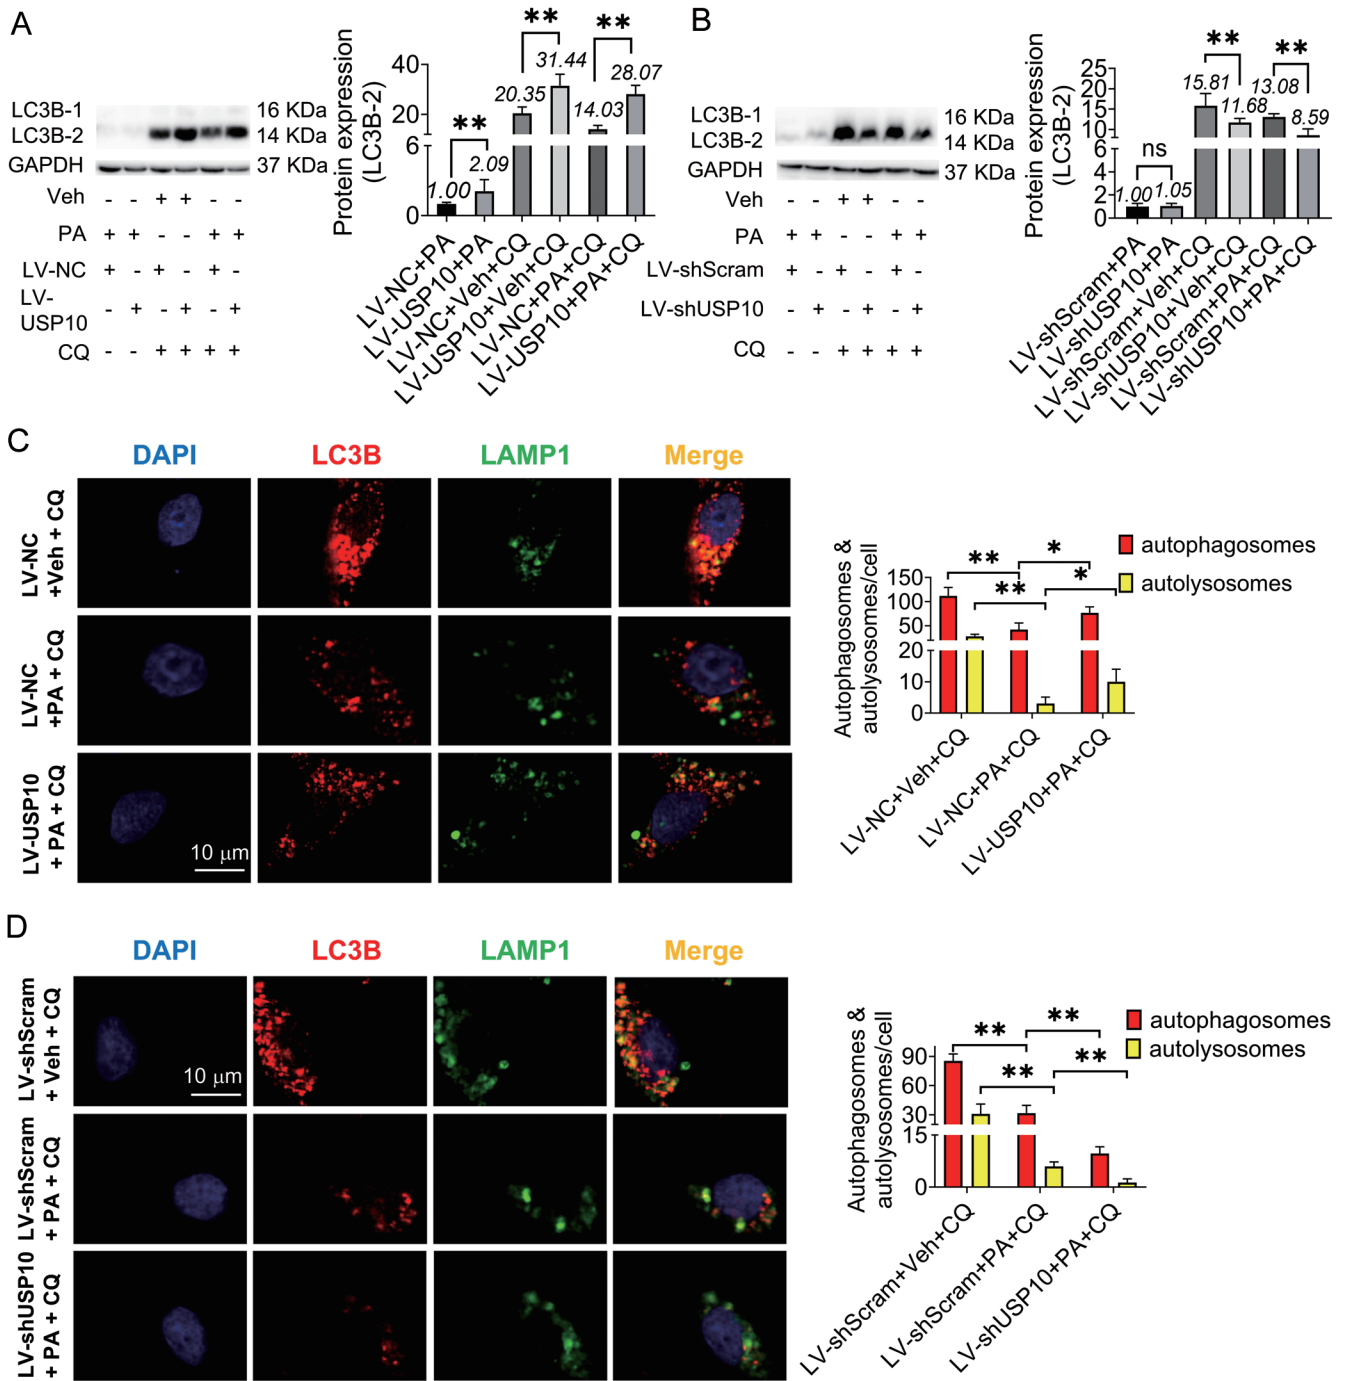 A
LC3B-1
LC3B-2
GAPDH
16 KDa
14 KDa
37 KDa
Veh - - + + - -
PA + + - - + +
LV-NC + - + - + -
LV-
USP10 - + - + - +
CQ - - + + + +
Protein expression
(LC3B-2)
40
20
6
0
1.00
2.09
20.35
31.44
14.03
28.07
**
**
**
LV-NC+PA
LV-USP10+PA
LV-NC+Veh+CQ
LV-USP10+Veh+CQ
LV-NC+PA+CQ
LV-USP10+PA+CQ
B
LC3B-1
LC3B-2
GAPDH
16 KDa
14 KDa
37 KDa
Veh - - + + - -
PA + + - - + +
LV-shScram + - + - + -
LV-shUSP10 - + - + - +
CQ - - + + + +
Protein expression
(LC3B-2)
25
20
15
10
6
4
2
0
1.00
1.05
15.81
11.68
13.08
8.59
ns
**
**
LV-shScram+PA
LV-shUSP10+PA
LV-shScram+Veh+CQ
LV-shUSP10+Veh+CQ
LV-shScram+PA+CQ
LV-shUSP10+PA+CQ
C
DAPI LC3B LAMP1 Merge
LV-NC
+Veh + CQ
LV-NC
+PA + CQ
LV-USP10
+ PA + CQ
10 μm
Autophagosomes &
autolysosomes/cell
150
100
50
20
10
0
**
*
**
*
autophagosomes
autolysosomes
LV-NC+Veh+CQ
LV-NC+PA+CQ
LV-USP10+PA+CQ
D
DAPI LC3B LAMP1 Merge
LV-shScram
+ Veh + CQ
LV-shScram
+ PA + CQ
LV-shUSP10
+ PA + CQ
10 μm
Autophagosomes &
autolysosomes/cell
90
60
30
15
0
**
**
**
**
autophagosomes
autolysosomes
LV-shScram+Veh+CQ
LV-shScram+PA+CQ
LV-shUSP10+PA+CQ